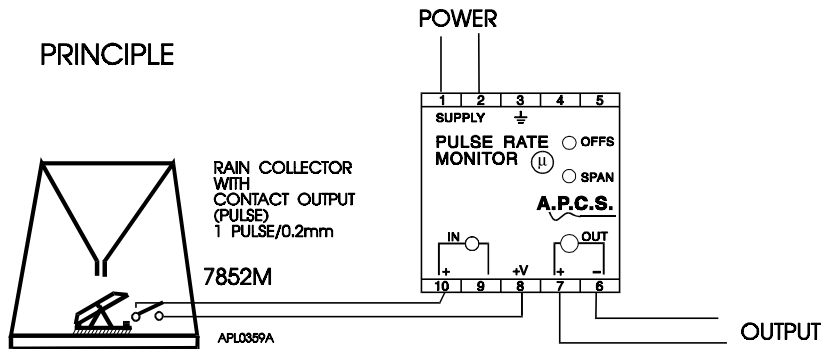 POWER
PRINCIPLE
1 2 3 4 5
SUPPLY
PULSE RATE
MONITOR
µ
OFFS
SPAN
A.P.C.S.
RAIN COLLECTOR
WITH
CONTACT OUTPUT
(PULSE)
1 PULSE/0.2mm
IN
OUT
+ +V + –
10 9 8 7 6
7852M
APL0359A
OUTPUT